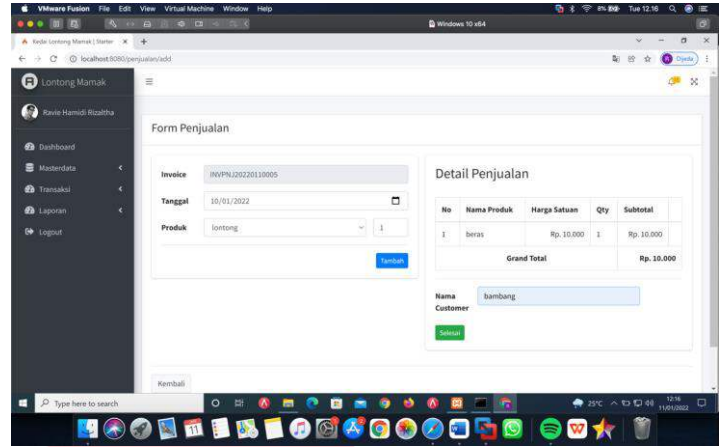 VMware Fusion File Edit View Virtual Machine Window Help
8% Tue 12.16
Windows 10 x64
Kedai Lontong Mamak | Starter
localhost:8080/penjualan/add
Dijeda
Lontong Mamak
Ravie Hamidi Rizaltha
Dashboard
Masterdata
Transaksi
Laporan
Logout
Form Penjualan
Invoice INVPNJ20220110005
Tanggal 10/01/2022
Produk lontong 1
Tambah
Detail Penjualan
No Nama Produk Harga Satuan Qty Subtotal
1 beras Rp. 10.000 1 Rp. 10.000
Grand Total Rp. 10.000
Nama Customer bambang
Selesai
Kembali
Type here to search
25°C
12:16
11/01/2022